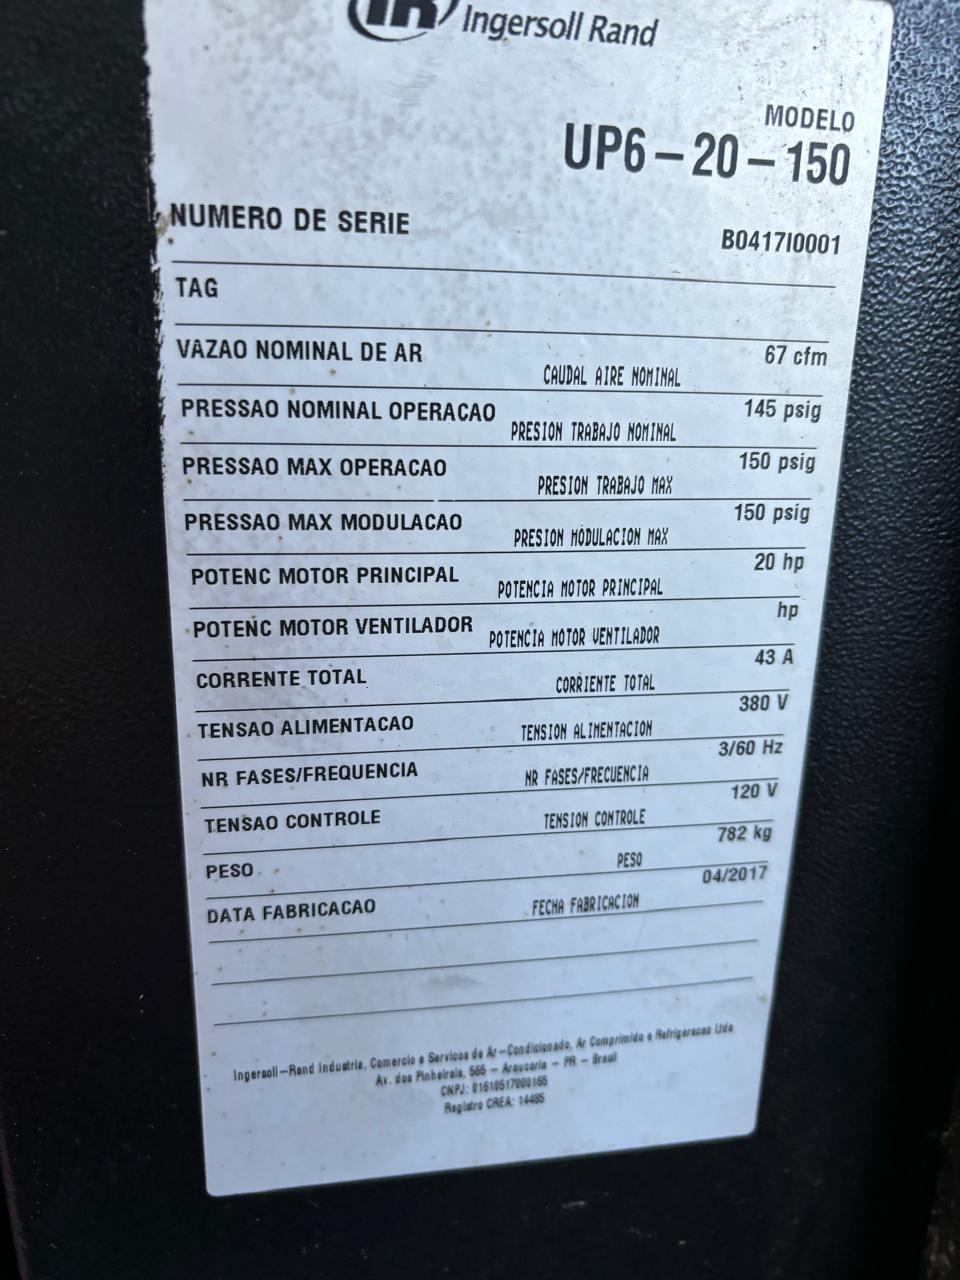 IR Ingersoll Rand
MODELO
UP6-20-150
NUMERO DE SERIE B0417I0001
TAG
VAZAO NOMINAL DE AR CAUDAL AIRE NOMINAL 67 cfm
PRESSAO NOMINAL OPERACAO PRESION TRABAJO NOMINAL 145 psig
PRESSAO MAX OPERACAO PRESION TRABAJO MAX 150 psig
PRESSAO MAX MODULACAO PRESION MODULACION MAX 150 psig
POTENC MOTOR PRINCIPAL POTENCIA MOTOR PRINCIPAL 20 hp
POTENC MOTOR VENTILADOR POTENCIA MOTOR VENTILADOR hp
CORRENTE TOTAL CORRIENTE TOTAL 43 A
TENSAO ALIMENTACAO TENSION ALIMENTACION 380 V
NR FASES/FREQUENCIA NR FASES/FRECUENCIA 3/60 Hz
TENSAO CONTROLE TENSION CONTROLE 120 V
PESO PESO 782 kg
DATA FABRICACAO FECHA FABRICACION 04/2017
Ingersoll-Rand Industria, Comercio e Servicos de Ar-Condicionado, Ar Comprimido e Refrigeracao Ltda
Av. dos Pinheirais, 565 - Araucaria - PR - Brasil
CNPJ: 01610517000165
Registro CREA: 14485